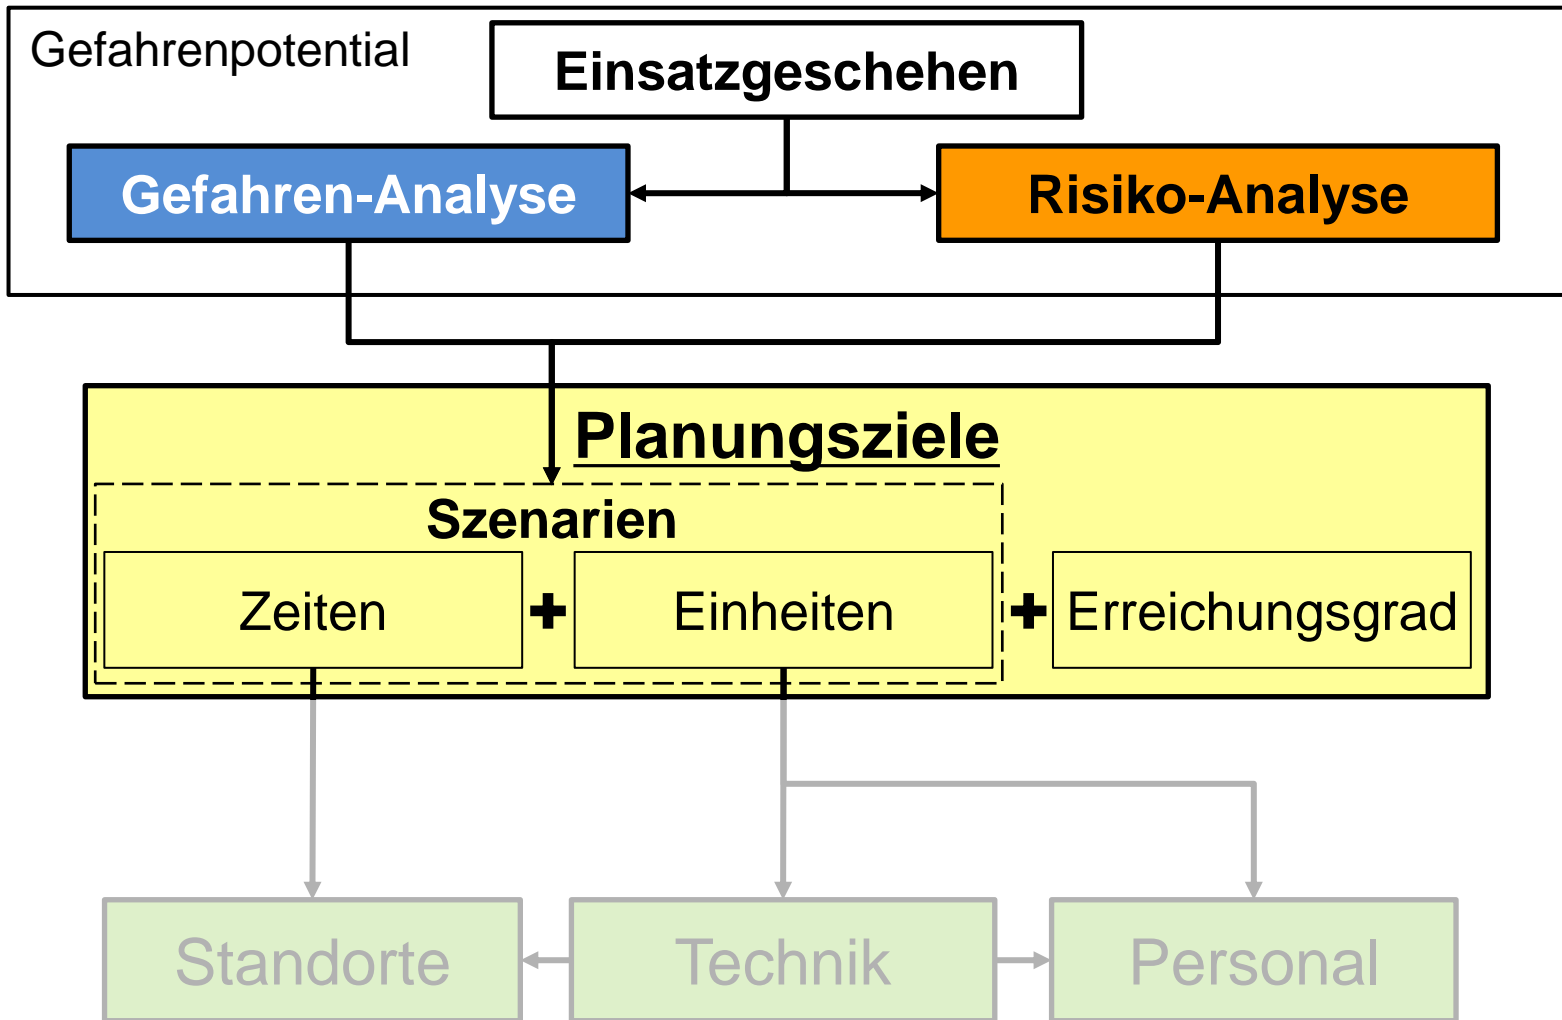 Gefahrenpotential
Einsatzgeschehen
Gefahren-Analyse
Risiko-Analyse
Planungsziele
Szenarien
Zeiten
+
Einheiten
+
Erreichungsgrad
Standorte
Technik
Personal